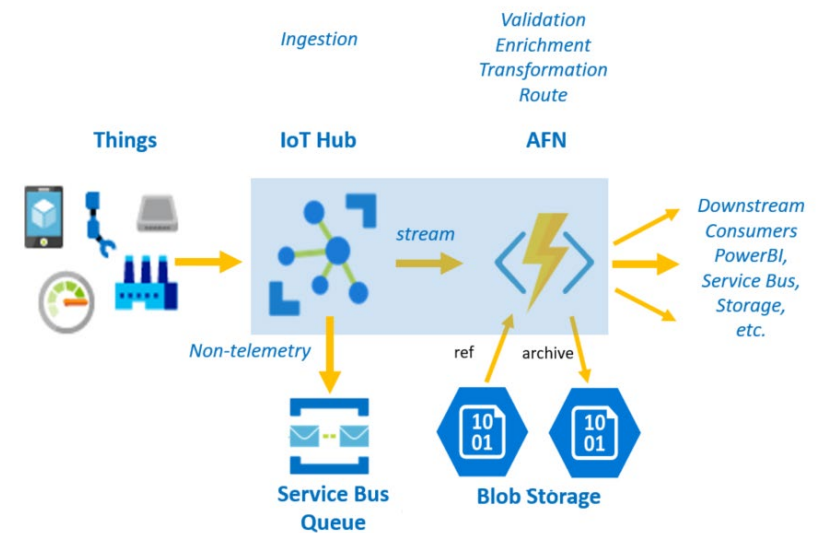 Ingestion
Validation
Enrichment
Transformation
Route
Things
IoT Hub
AFN
stream
Downstream
Consumers
PowerBI,
Service Bus,
Storage,
etc.
Non-telemetry
ref
archive
10
01
10
01
Service Bus
Queue
Blob Storage